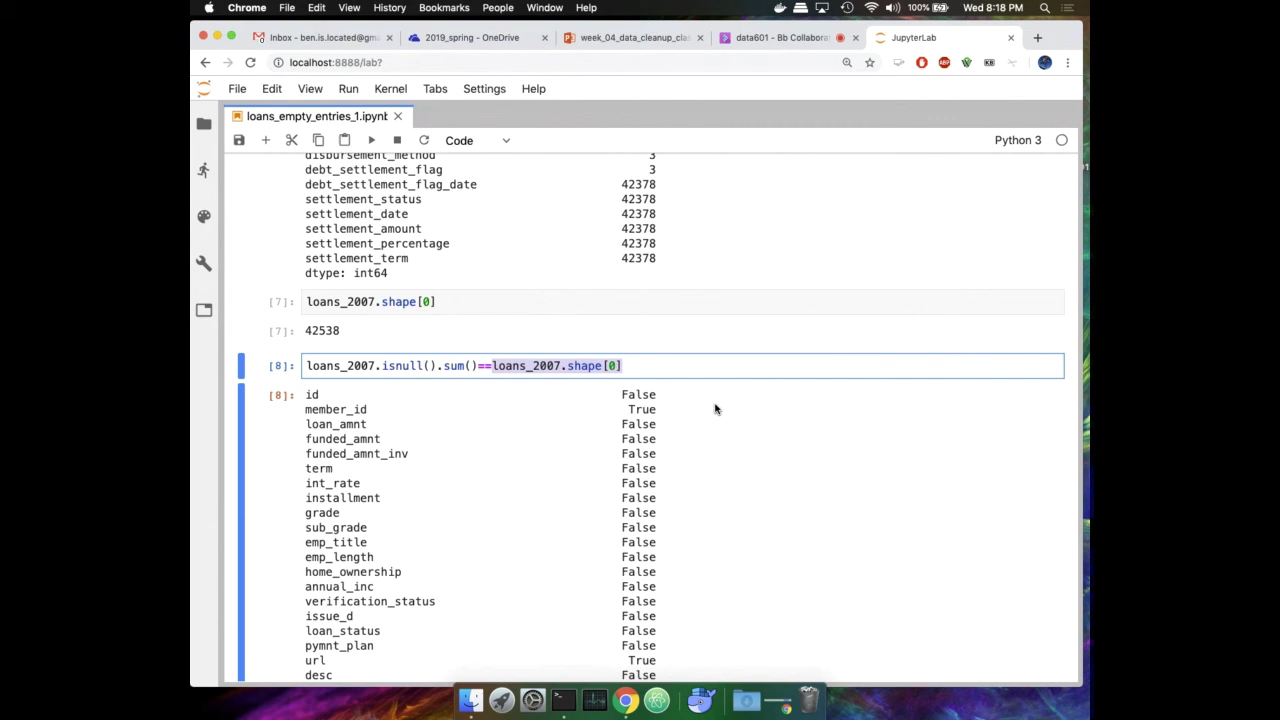 Chrome File Edit View History Bookmarks People Window Help 100% Wed 8:18 PM
Inbox - ben.is.located@gma
2019_spring - OneDrive
week_04_data_cleanup_clas
data601 - Bb Collaborat
JupyterLab
localhost:8888/lab?
File Edit View Run Kernel Tabs Settings Help
loans_empty_entries_1.ipynb
Code Python 3
disbursement_method 3
debt_settlement_flag 3
debt_settlement_flag_date 42378
settlement_status 42378
settlement_date 42378
settlement_amount 42378
settlement_percentage 42378
settlement_term 42378
dtype: int64
[7]: loans_2007.shape[0]
[7]: 42538
[8]: loans_2007.isnull().sum()==loans_2007.shape[0]
[8]: id False
member_id True
loan_amnt False
funded_amnt False
funded_amnt_inv False
term False
int_rate False
installment False
grade False
sub_grade False
emp_title False
emp_length False
home_ownership False
annual_inc False
verification_status False
issue_d False
loan_status False
pymnt_plan False
url True
desc False